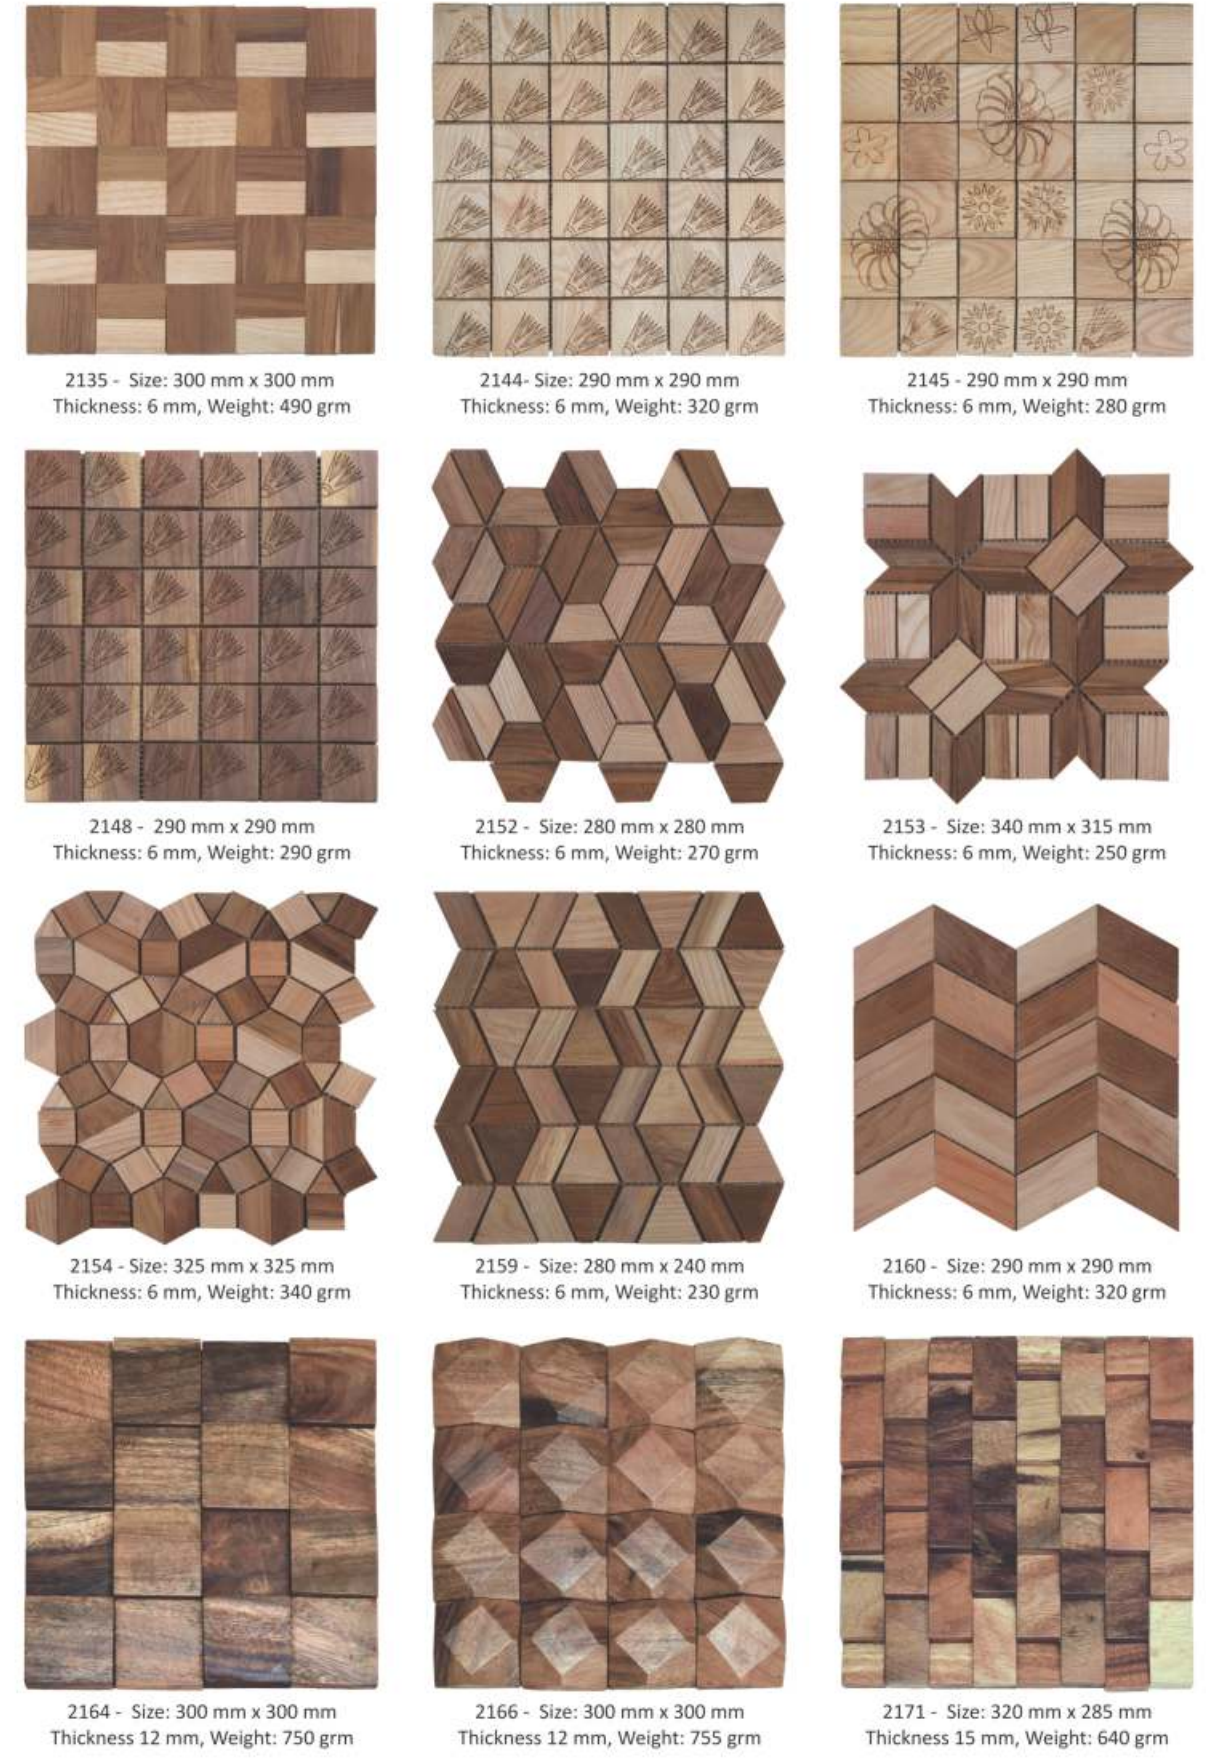 2135 - Size: 300 mm x 300 mm
Thickness: 6 mm, Weight: 490 grm
2144- Size: 290 mm x 290 mm
Thickness: 6 mm, Weight: 320 grm
2145 - 290 mm x 290 mm
Thickness: 6 mm, Weight: 280 grm
2148 - 290 mm x 290 mm
Thickness: 6 mm, Weight: 290 grm
2152 - Size: 280 mm x 280 mm
Thickness: 6 mm, Weight: 270 grm
2153 - Size: 340 mm x 315 mm
Thickness: 6 mm, Weight: 250 grm
2154 - Size: 325 mm x 325 mm
Thickness: 6 mm, Weight: 340 grm
2159 - Size: 280 mm x 240 mm
Thickness: 6 mm, Weight: 230 grm
2160 - Size: 290 mm x 290 mm
Thickness: 6 mm, Weight: 320 grm
2164 - Size: 300 mm x 300 mm
Thickness 12 mm, Weight: 750 grm
2166 - Size: 300 mm x 300 mm
Thickness 12 mm, Weight: 755 grm
2171 - Size: 320 mm x 285 mm
Thickness 15 mm, Weight: 640 grm